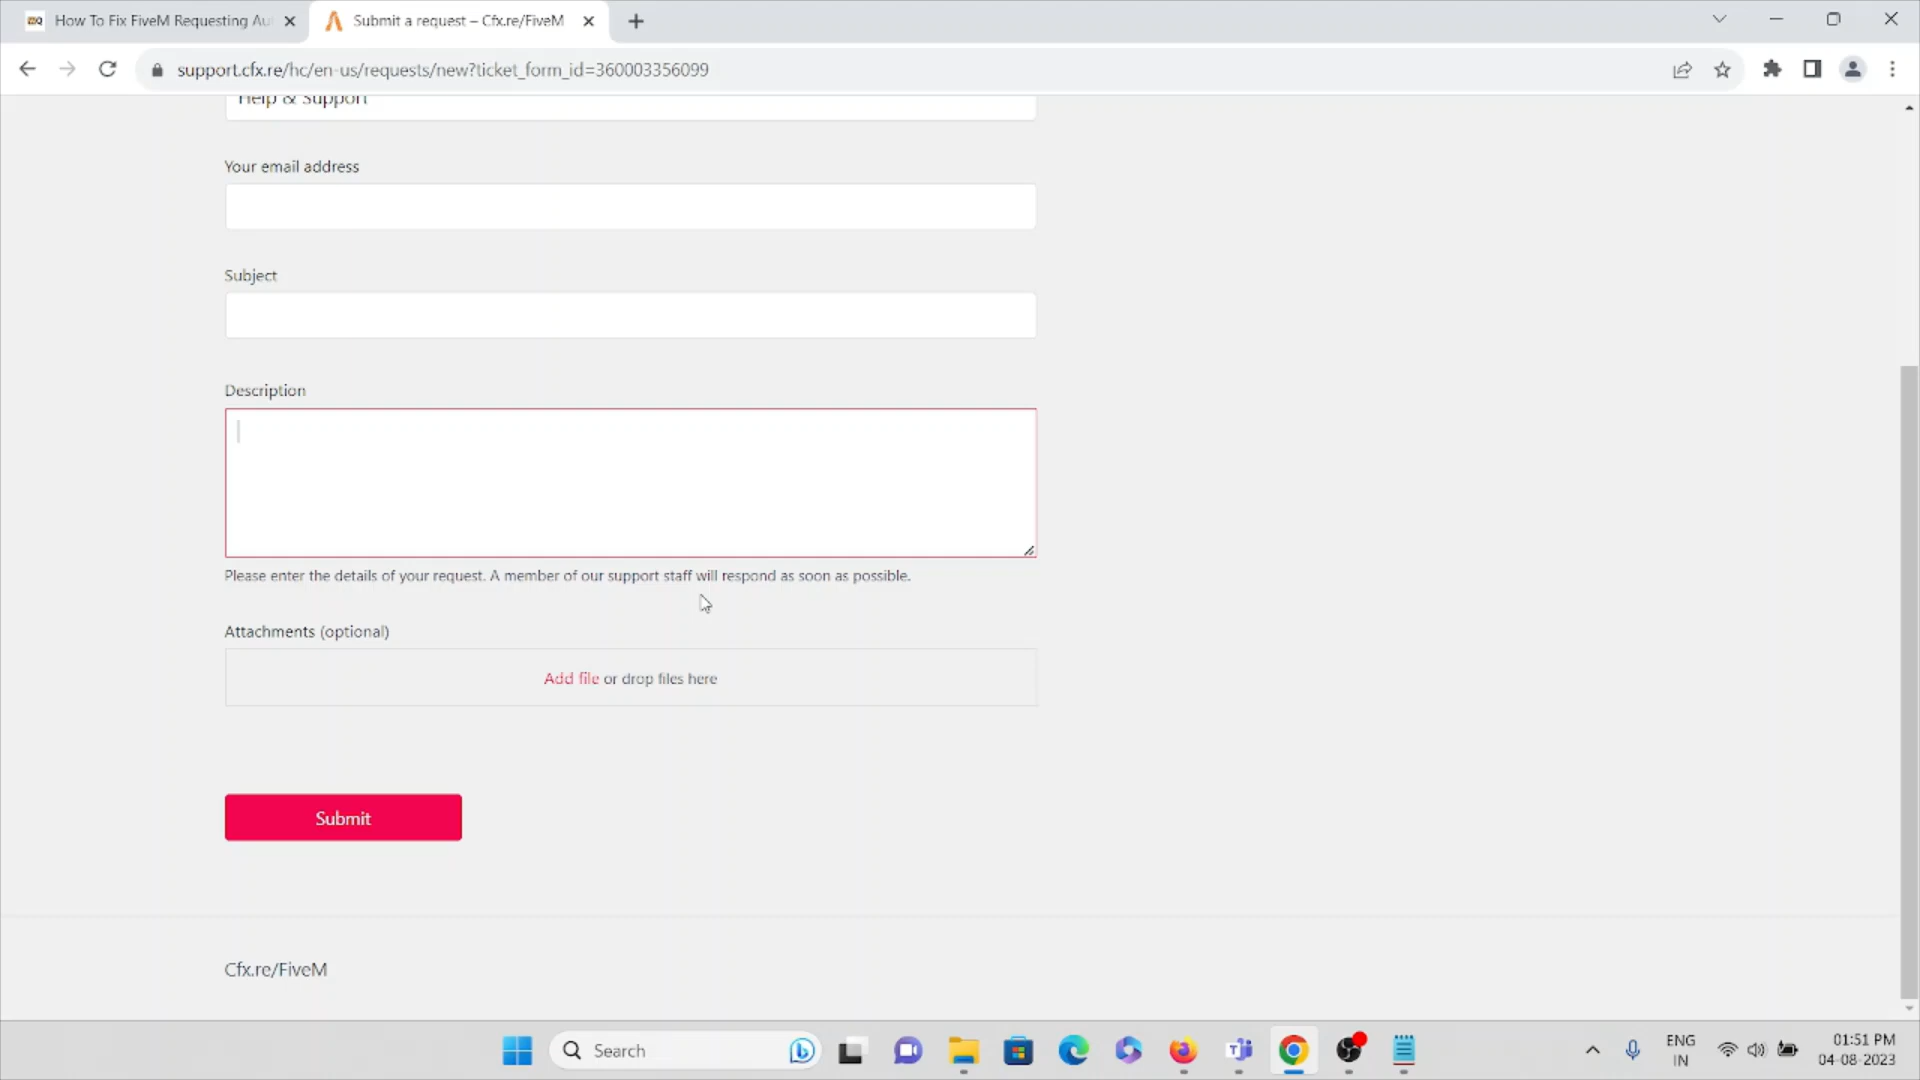 How To Fix FiveM Requesting Au
Submit a request – Cfx.re/FiveM
support.cfx.re/hc/en-us/requests/new?ticket_form_id=360003356099
Help & Support
Your email address
Subject
Description
Please enter the details of your request. A member of our support staff will respond as soon as possible.
Attachments (optional)
Add file or drop files here
Submit
Cfx.re/FiveM
Search
ENG
IN
01:51 PM
04-08-2023